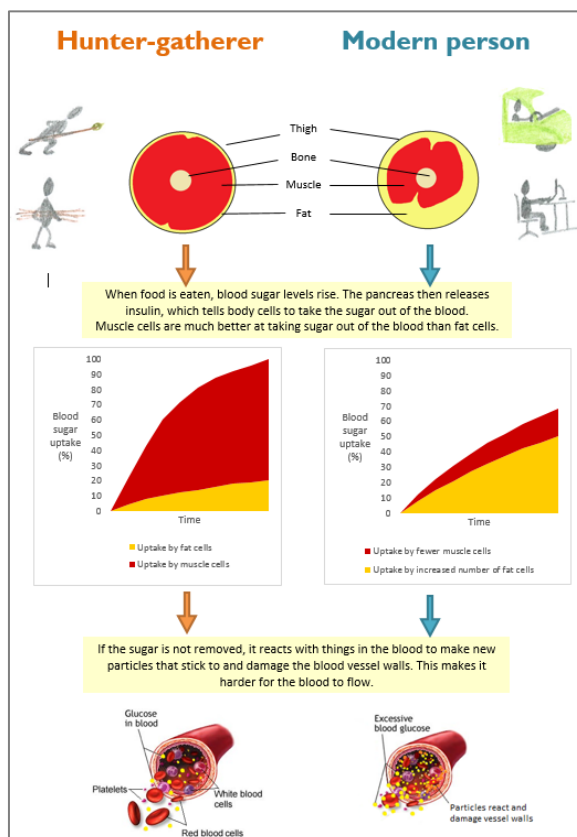 Hunter-gatherer
Modern person
Thigh
Bone
Muscle
Fat
When food is eaten, blood sugar levels rise. The pancreas then releases
insulin, which tells body cells to take the sugar out of the blood.
Muscle cells are much better at taking sugar out of the blood than fat cells.
100
90
80
70
60
50
40
30
20
10
0
Blood
sugar
uptake
(%)
Time
Uptake by fat cells
Uptake by muscle cells
100
90
80
70
60
50
40
30
20
10
0
Blood
sugar
uptake
(%)
Time
Uptake by fewer muscle cells
Uptake by increased number of fat cells
If the sugar is not removed, it reacts with things in the blood to make new
particles that stick to and damage the blood vessel walls. This makes it
harder for the blood to flow.
Glucose
in blood
Platelets
White blood
cells
Red blood cells
Excessive
blood glucose
Particles react and
damage vessel walls